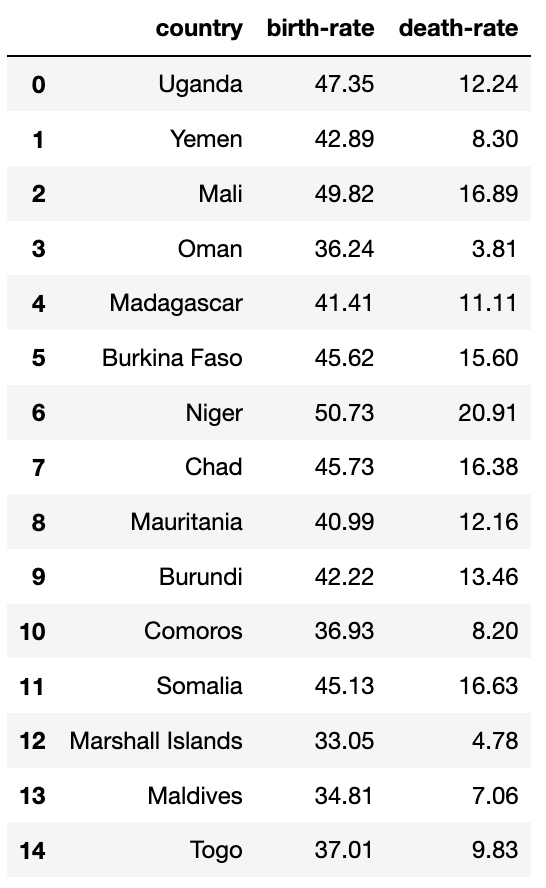 country birth-rate death-rate
0 Uganda 47.35 12.24
1 Yemen 42.89 8.30
2 Mali 49.82 16.89
3 Oman 36.24 3.81
4 Madagascar 41.41 11.11
5 Burkina Faso 45.62 15.60
6 Niger 50.73 20.91
7 Chad 45.73 16.38
8 Mauritania 40.99 12.16
9 Burundi 42.22 13.46
10 Comoros 36.93 8.20
11 Somalia 45.13 16.63
12 Marshall Islands 33.05 4.78
13 Maldives 34.81 7.06
14 Togo 37.01 9.83